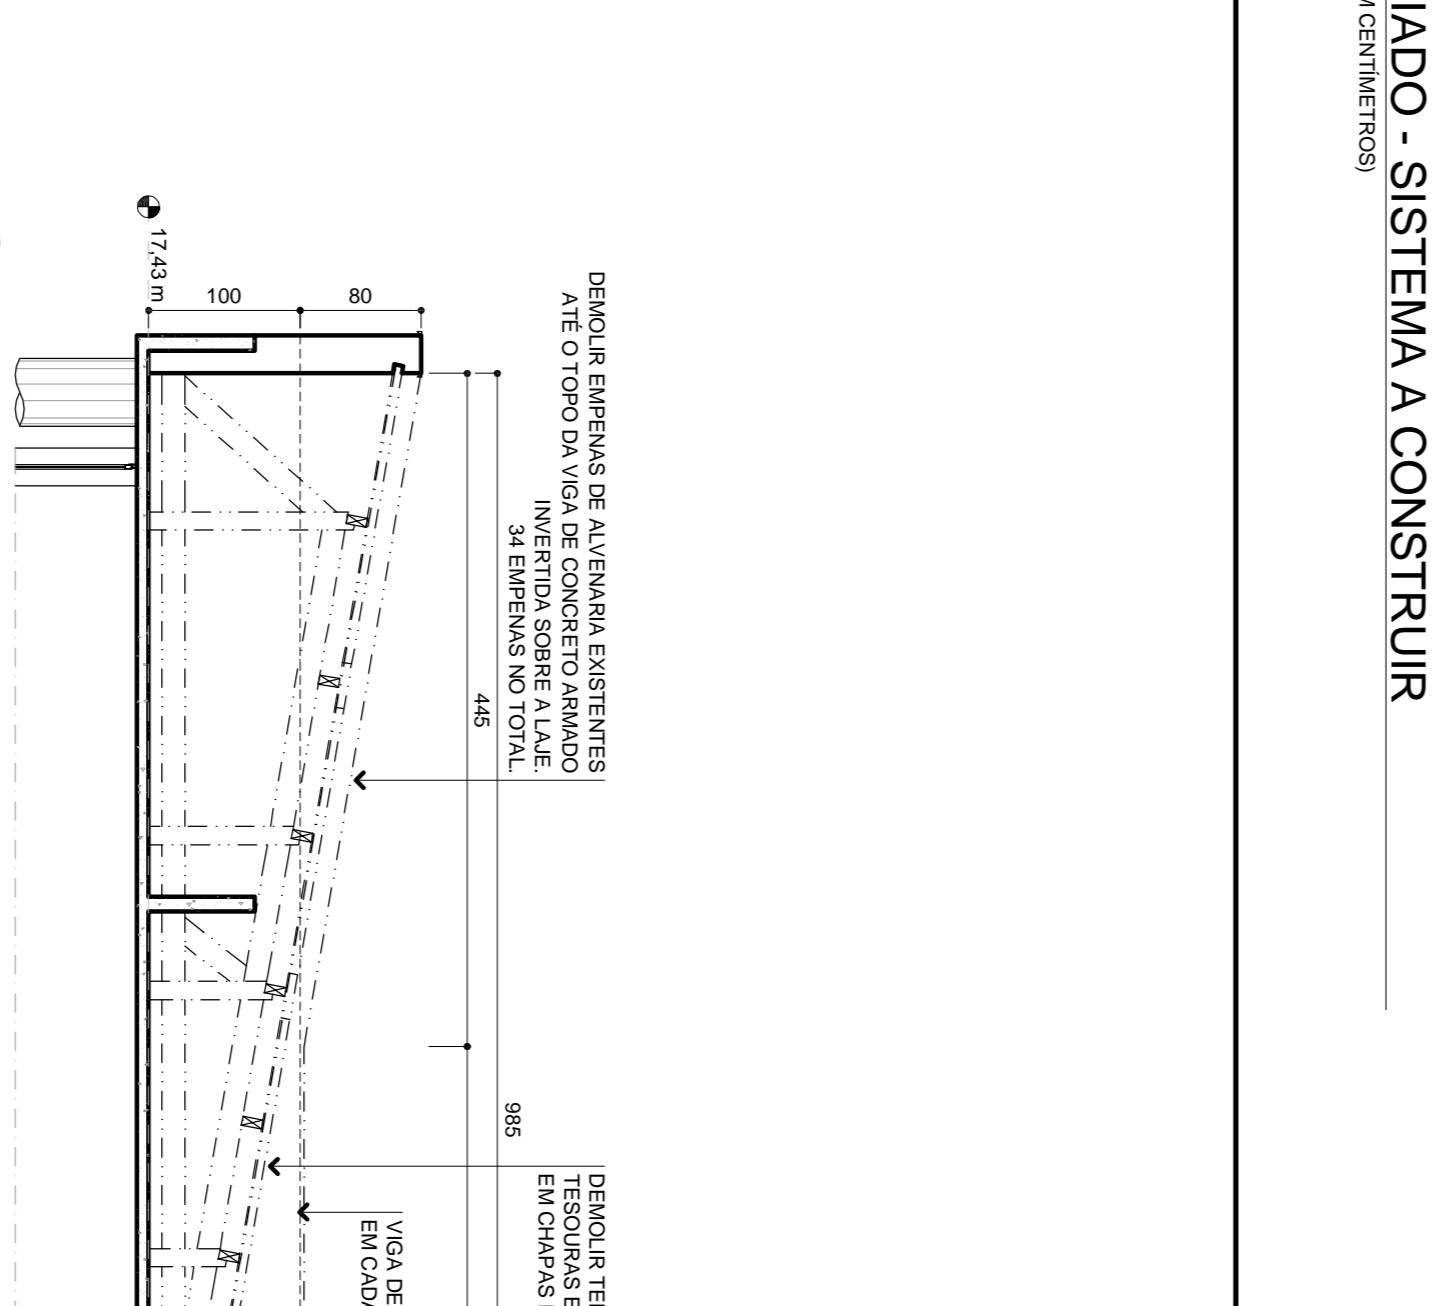 IADO - SISTEMA A CONSTRUIR
M CENTÍMETROS)
17,43 m
100
80
DEMOLIR EMPENAS DE ALVENARIA EXISTENTES
ATÉ O TOPO DA VIGA DE CONCRETO ARMADO
INVERTIDA SOBRE A LAJE.
34 EMPENAS NO TOTAL.
445
985
DEMOLIR
TESOURAS E
EM CHAPAS
VIGA DE
EM CADA